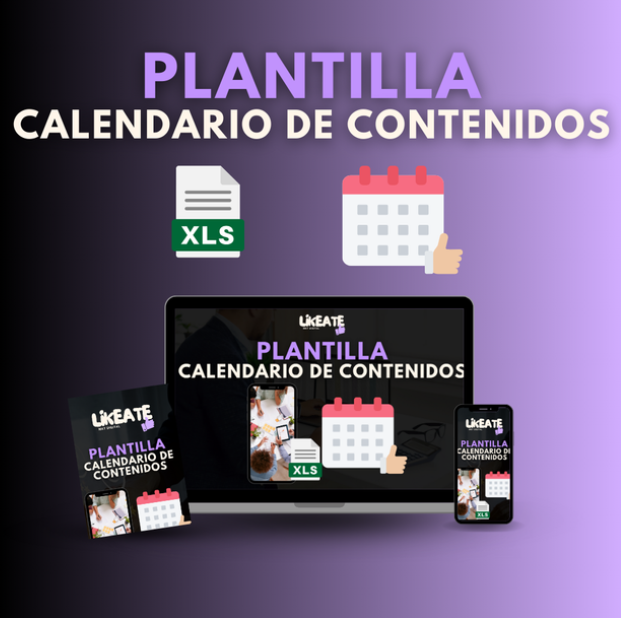 PLANTILLA
CALENDARIO DE CONTENIDOS
XLS
LiKEATE
PLANTILLA
CALENDARIO DE CONTENIDOS
XLS
LiKEATE
PLANTILLA
CALENDARIO DE
CONTENIDOS
LiKEATE
PLANTILLA
CALENDARIO DE
CONTENIDOS
XLS